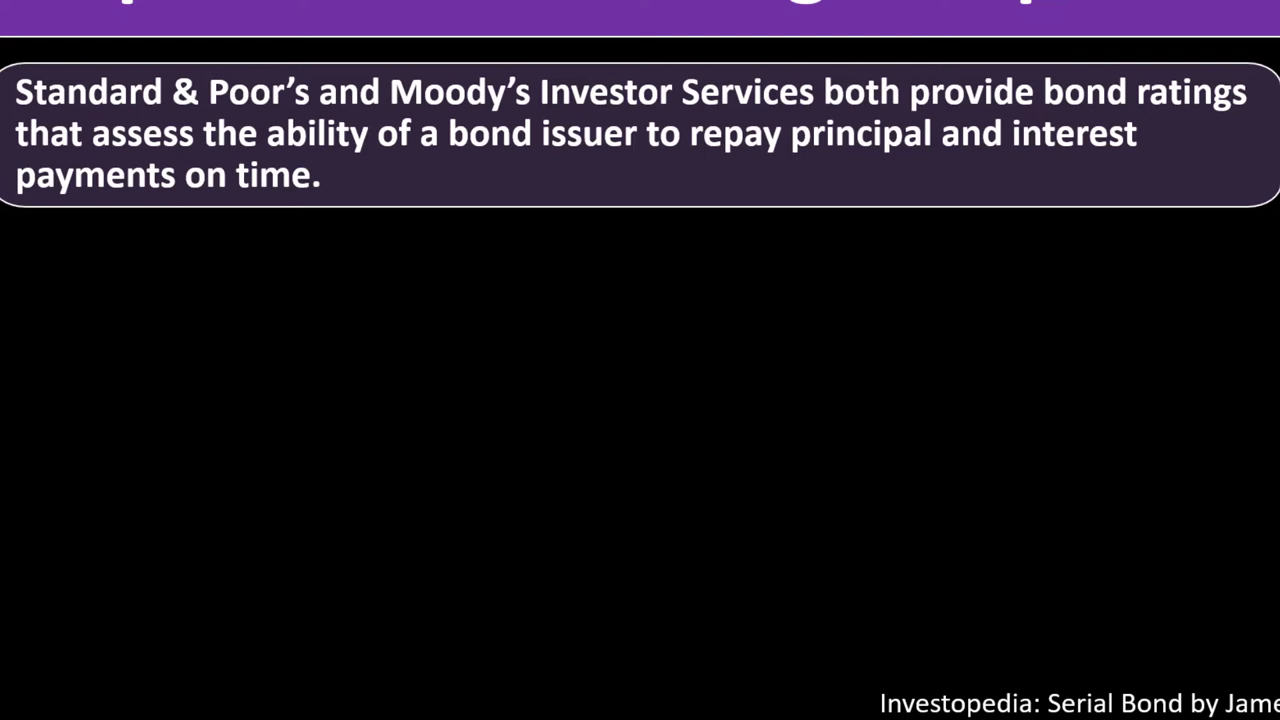 Standard & Poor’s and Moody’s Investor Services both provide bond ratings
that assess the ability of a bond issuer to repay principal and interest
payments on time.
Investopedia: Serial Bond by